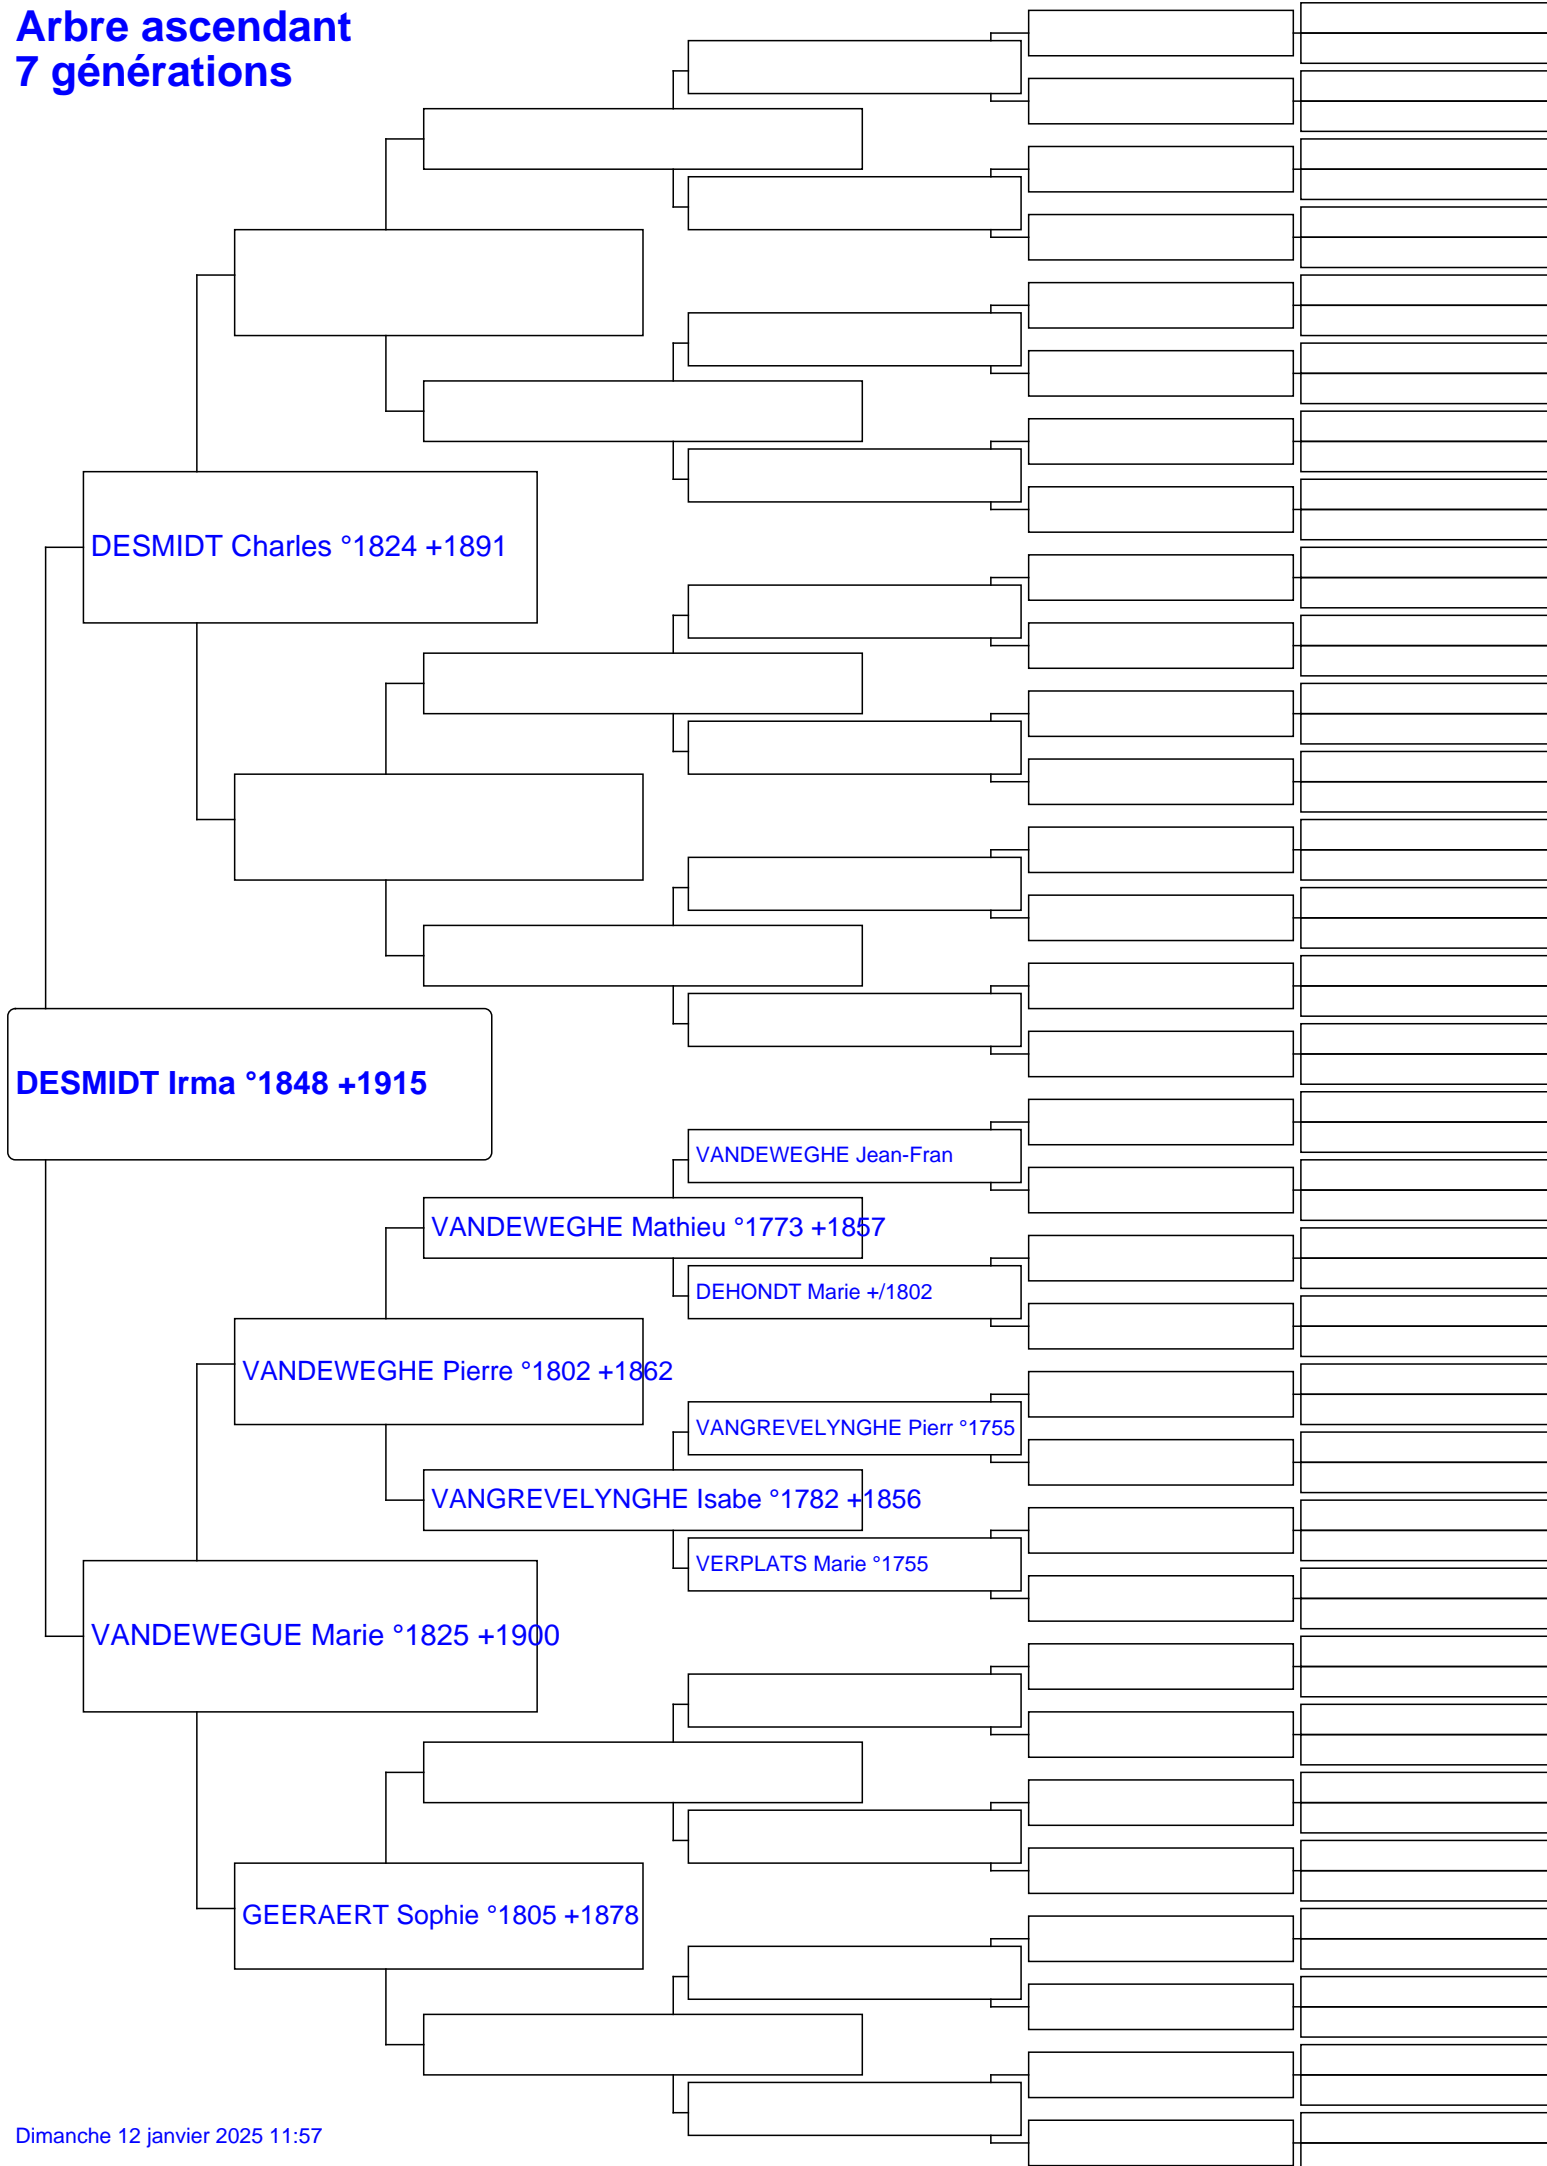 Arbre ascendant
7 générations
DESMIDT Charles °1824 +1891
DESMIDT Irma °1848 +1915
VANDEWEGHE Jean-Fran
VANDEWEGHE Mathieu °1773 +1857
DEHONDT Marie +/1802
VANDEWEGHE Pierre °1802 +1862
VANGREVELYNGHE Pierr °1755
VANGREVELYNGHE Isabe °1782 +1856
VERPLATS Marie °1755
VANDEWEGUE Marie °1825 +1900
GEERAERT Sophie °1805 +1878
Dimanche 12 janvier 2025 11:57